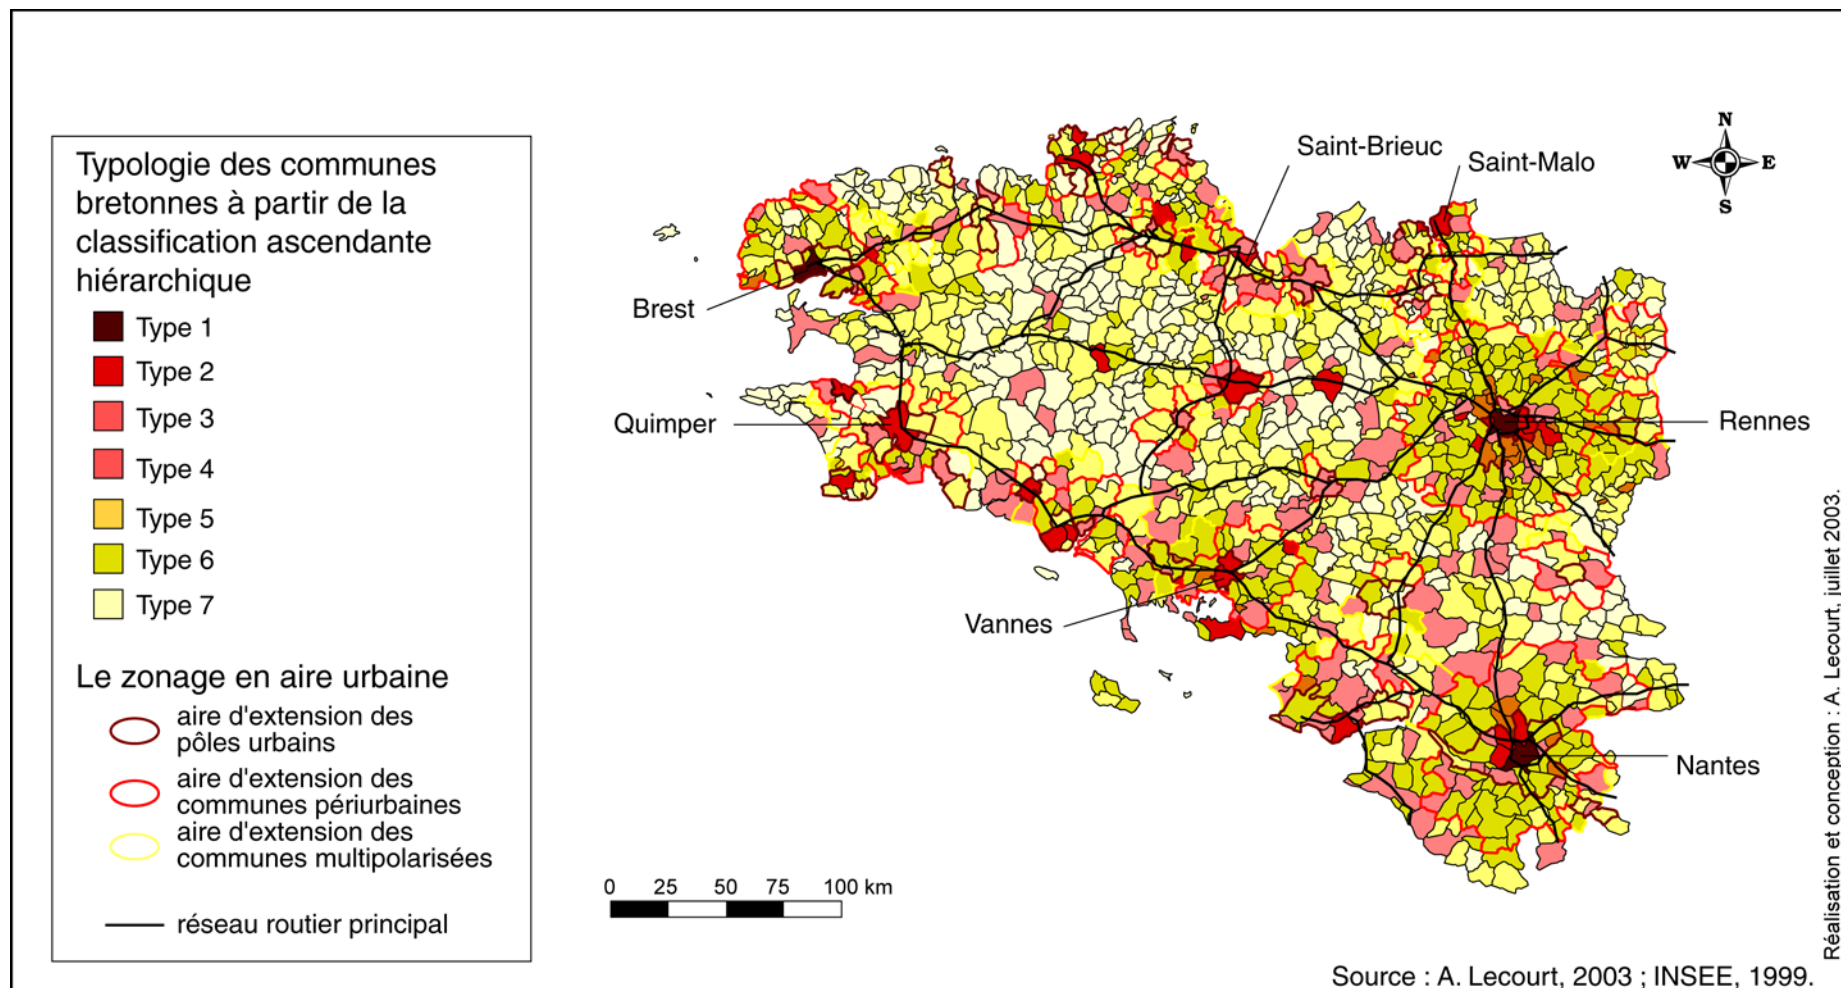 Typologie des communes
bretonnes à partir de la
classification ascendante
hiérarchique
Type 1
Type 2
Type 3
Type 4
Type 5
Type 6
Type 7
Le zonage en aire urbaine
aire d'extension des
pôles urbains
aire d'extension des
communes périurbaines
aire d'extension des
communes multipolarisées
réseau routier principal
Saint-Brieuc
Saint-Malo
Brest
Quimper
Rennes
Vannes
Nantes
N
W
E
S
0 25 50 75 100 km
Réalisation et conception : A. Lecourt, juillet 2003.
Source : A. Lecourt, 2003 ; INSEE, 1999.